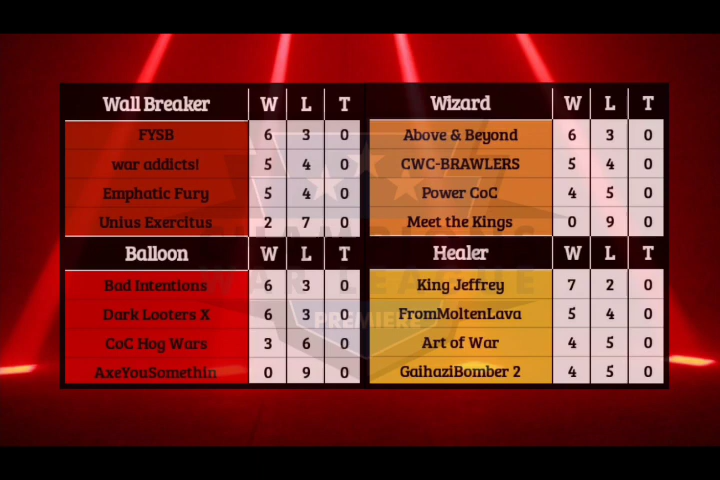 Wall Breaker W L T
FYSB 6 3 0
war addicts! 5 4 0
Emphatic Fury 5 4 0
Unius Exercitus 2 7 0
Balloon W L T
Bad Intentions 6 3 0
Dark Looters X 6 3 0
CoC Hog Wars 3 6 0
AxeYouSomethin 0 9 0
Wizard W L T
Above & Beyond 6 3 0
CWC-BRAWLERS 5 4 0
Power CoC 4 5 0
Meet the Kings 0 9 0
Healer W L T
King Jeffrey 7 2 0
FromMoltenLava 5 4 0
Art of War 4 5 0
GaihaziBomber 2 4 5 0
CHAMPIONS
WAR LEAGUE
PREMIERE